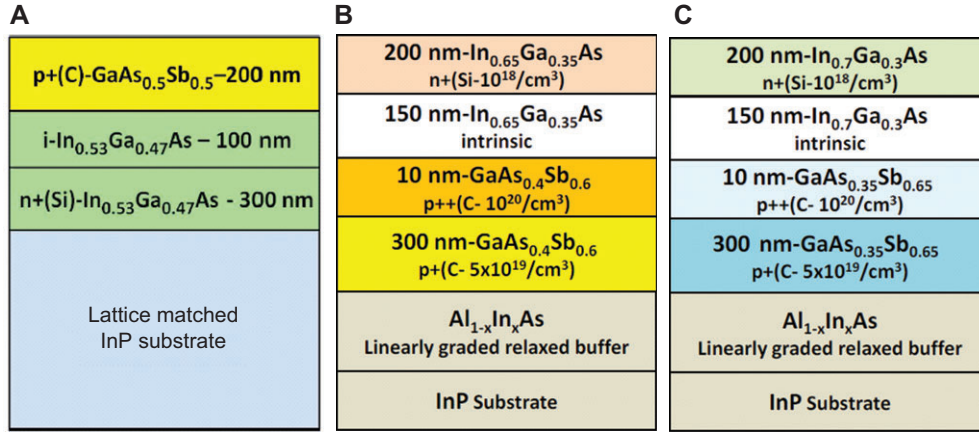 A
p+(C)-GaAs0.5Sb0.5–200 nm
i-In0.53Ga0.47As – 100 nm
n+(Si)-In0.53Ga0.47As - 300 nm
Lattice matched
InP substrate
B
200 nm-In0.65Ga0.35As
n+(Si-10^18/cm^3)
150 nm-In0.65Ga0.35As
intrinsic
10 nm-GaAs0.4Sb0.6
p++(C- 10^20/cm^3)
300 nm-GaAs0.4Sb0.6
p+(C- 5x10^19/cm^3)
Al1-xInxAs
Linearly graded relaxed buffer
InP Substrate
C
200 nm-In0.7Ga0.3As
n+(Si-10^18/cm^3)
150 nm-In0.7Ga0.3As
intrinsic
10 nm-GaAs0.35Sb0.65
p++(C- 10^20/cm^3)
300 nm-GaAs0.35Sb0.65
p+(C- 5x10^19/cm^3)
Al1-xInxAs
Linearly graded relaxed buffer
InP Substrate